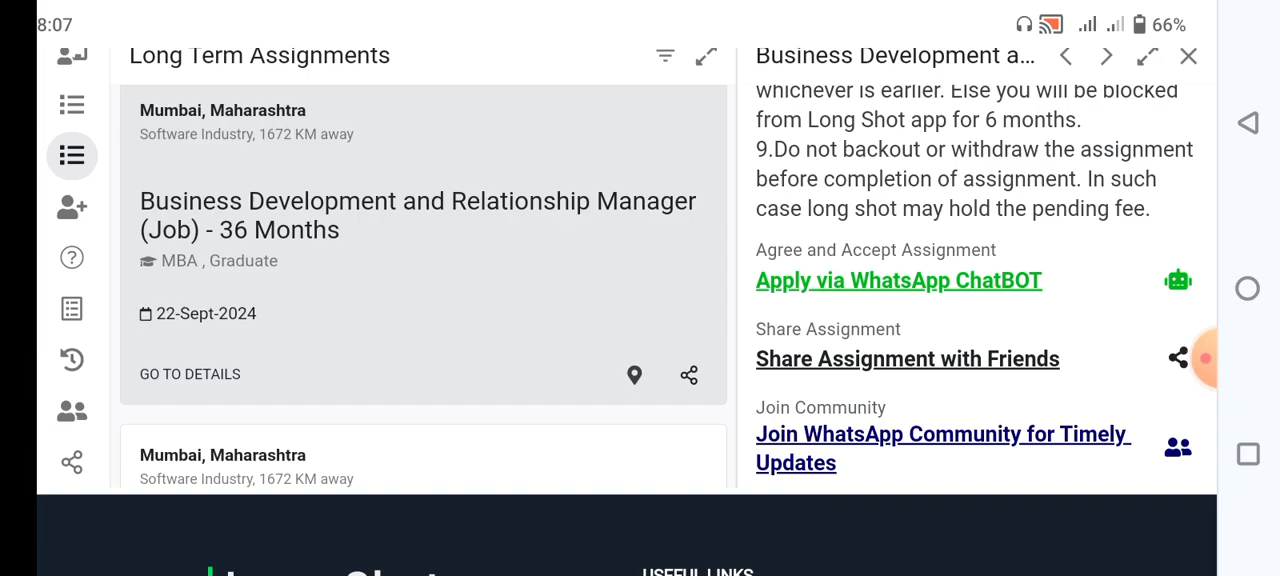 8:07
66%
Long Term Assignments
Mumbai, Maharashtra
Software Industry, 1672 KM away
Business Development and Relationship Manager
(Job) - 36 Months
MBA , Graduate
22-Sept-2024
GO TO DETAILS
Mumbai, Maharashtra
Software Industry, 1672 KM away
Business Development a...
whichever is earlier. Else you will be blocked
from Long Shot app for 6 months.
9.Do not backout or withdraw the assignment
before completion of assignment. In such
case long shot may hold the pending fee.
Agree and Accept Assignment
Apply via WhatsApp ChatBOT
Share Assignment
Share Assignment with Friends
Join Community
Join WhatsApp Community for Timely
Updates
USEFUL LINKS